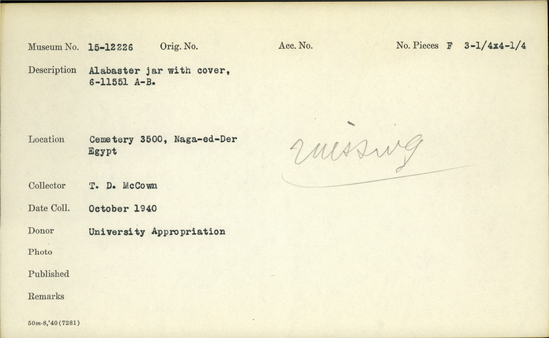 Museum No. 15-12226 Orig. No. Acc. No. No. Pieces F 3-1/4x4-1/4
Description Alabaster jar with cover,
6-11551 A-B.
Location Cemetery 3500, Naga-ed-Der
Egypt
missing
Collector T. D. McCown
Date Coll. October 1940
Donor University Appropriation
Photo
Published
Remarks
50m-8,'40(7281)